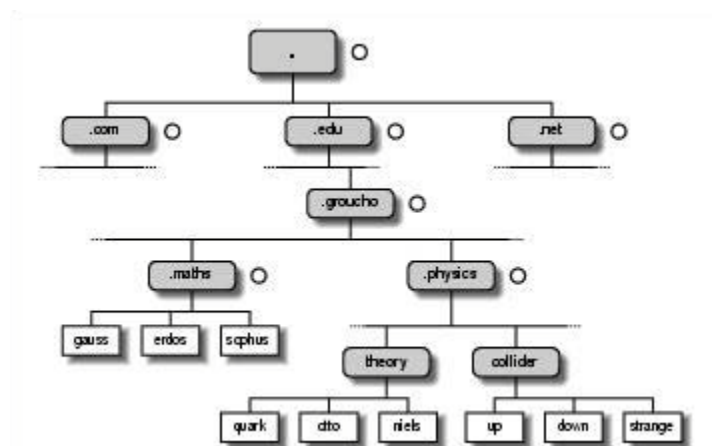 .
.com .edu .net
.groucho
.maths .physics
gauss erdos sophus
theory collider
quark otto niels up down strange